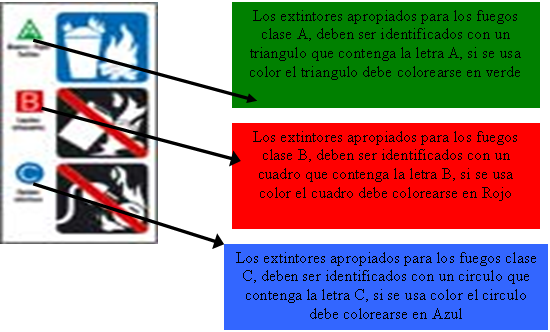 A
B
C
Los extintores apropiados para los fuegos
clase A, deben ser identificados con un
triangulo que contenga la letra A, si se usa
color el triangulo debe colorearse en verde
Los extintores apropiados para los fuegos
clase B, deben ser identificados con un
cuadro que contenga la letra B, si se usa
color el cuadro debe colorearse en Rojo
Los extintores apropiados para los fuegos clase
C, deben ser identificados con un circulo que
contenga la letra C, si se usa color el circulo
debe colorearse en Azul